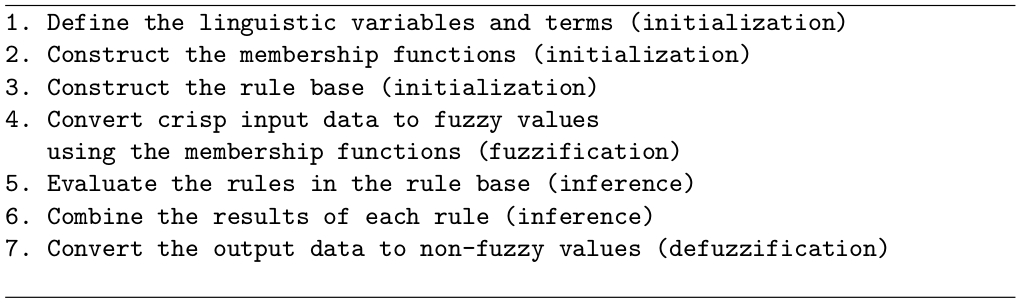 1. Define the linguistic variables and terms (initialization)
2. Construct the membership functions (initialization)
3. Construct the rule base (initialization)
4. Convert crisp input data to fuzzy values
using the membership functions (fuzzification)
5. Evaluate the rules in the rule base (inference)
6. Combine the results of each rule (inference)
7. Convert the output data to non-fuzzy values (defuzzification)